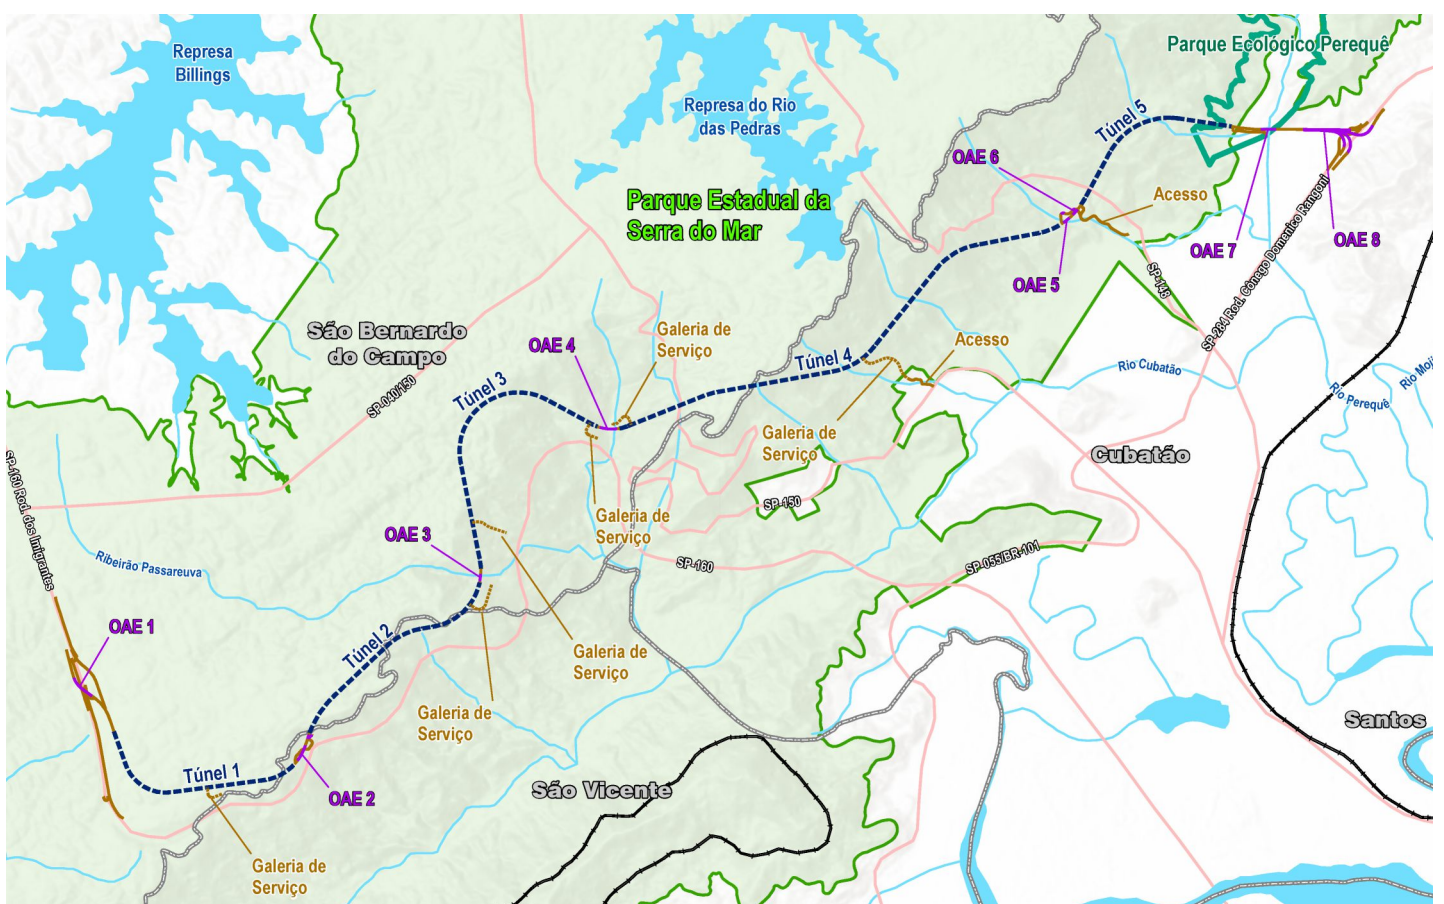 Parque Ecológico Perequê
Represa
Billings
Represa do Rio
das Pedras
Túnel 5
OAE 6
Parque Estadual da
Serra do Mar
Acesso
OAE 7
OAE 8
OAE 5
SP-148
SP-284 Rod. Cônego Domenico Rangoni
São Bernardo
do Campo
OAE 4
Galeria de
Serviço
Túnel 4
Acesso
Rio Cubatão
Rio Perequê
Rio Moji
SP-040/150
Túnel 3
Galeria de
Serviço
Cubatão
SP-160 Rod. dos Imigrantes
SP-150
Galeria de
Serviço
OAE 3
Ribeirão Passareuva
SP-160
SP-055/BR-101
OAE 1
Túnel 2
Galeria de
Serviço
Galeria de
Serviço
Santos
Túnel 1
OAE 2
São Vicente
Galeria de
Serviço